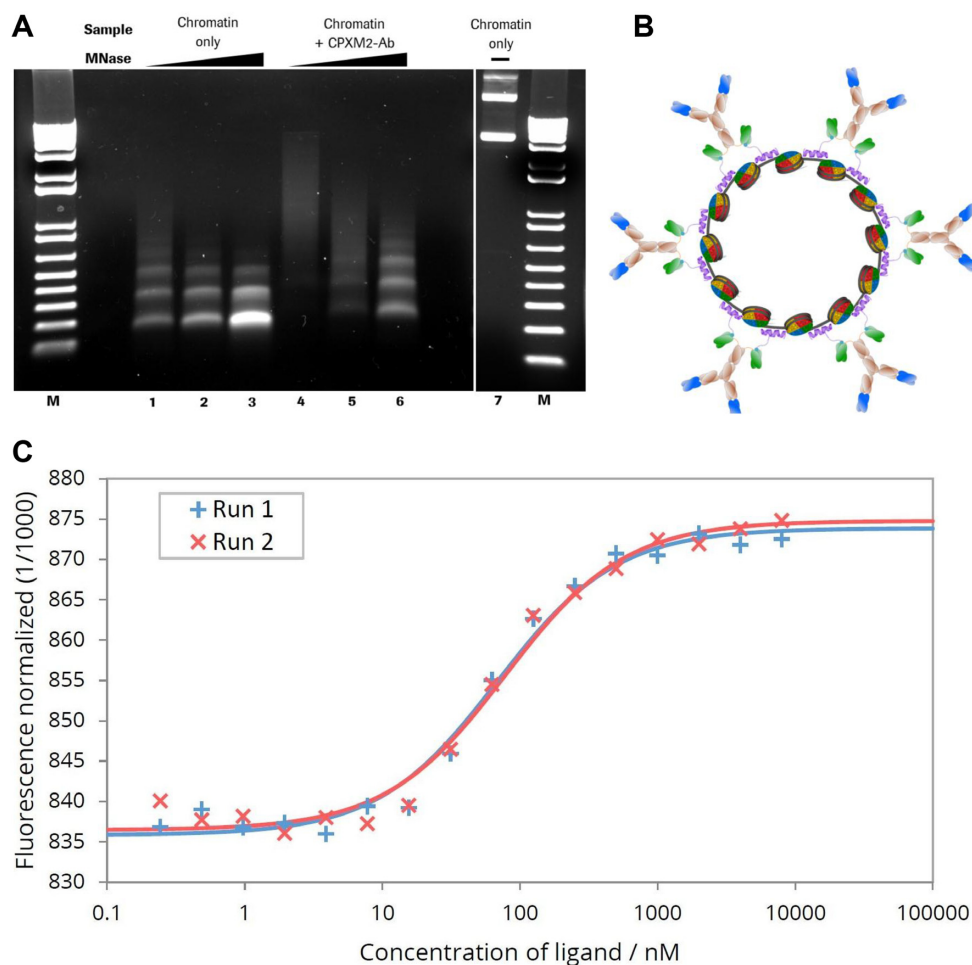 A
B
Sample
Chromatin
only
Chromatin
+ CPXM2-Ab
Chromatin
only
MNase
M
1
2
3
4
5
6
7
M
C
Fluorescence normalized (1/1000)
880
875
870
865
860
855
850
845
840
835
830
Run 1
Run 2
0.1
1
10
100
1000
10000
100000
Concentration of ligand / nM